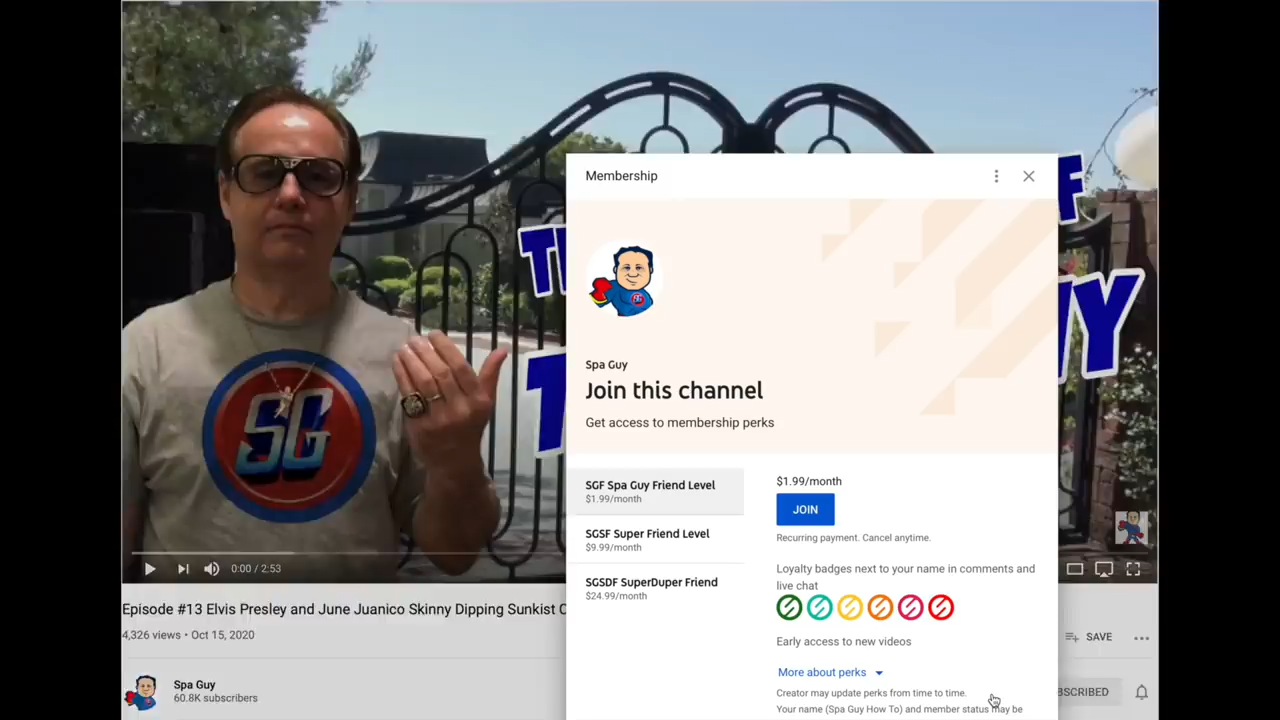 Membership
SG
SG
Spa Guy
Join this channel
Get access to membership perks
SGF Spa Guy Friend Level
$1.99/month
SGSF Super Friend Level
$9.99/month
SGSDF SuperDuper Friend
$24.99/month
$1.99/month
JOIN
Recurring payment. Cancel anytime.
Loyalty badges next to your name in comments and
live chat
Early access to new videos
More about perks
Creator may update perks from time to time.
Your name (Spa Guy How To) and member status may be
0:00 / 2:53
Episode #13 Elvis Presley and June Juanico Skinny Dipping Sunkist
4,326 views • Oct 15, 2020
SAVE
Spa Guy
60.8K subscribers